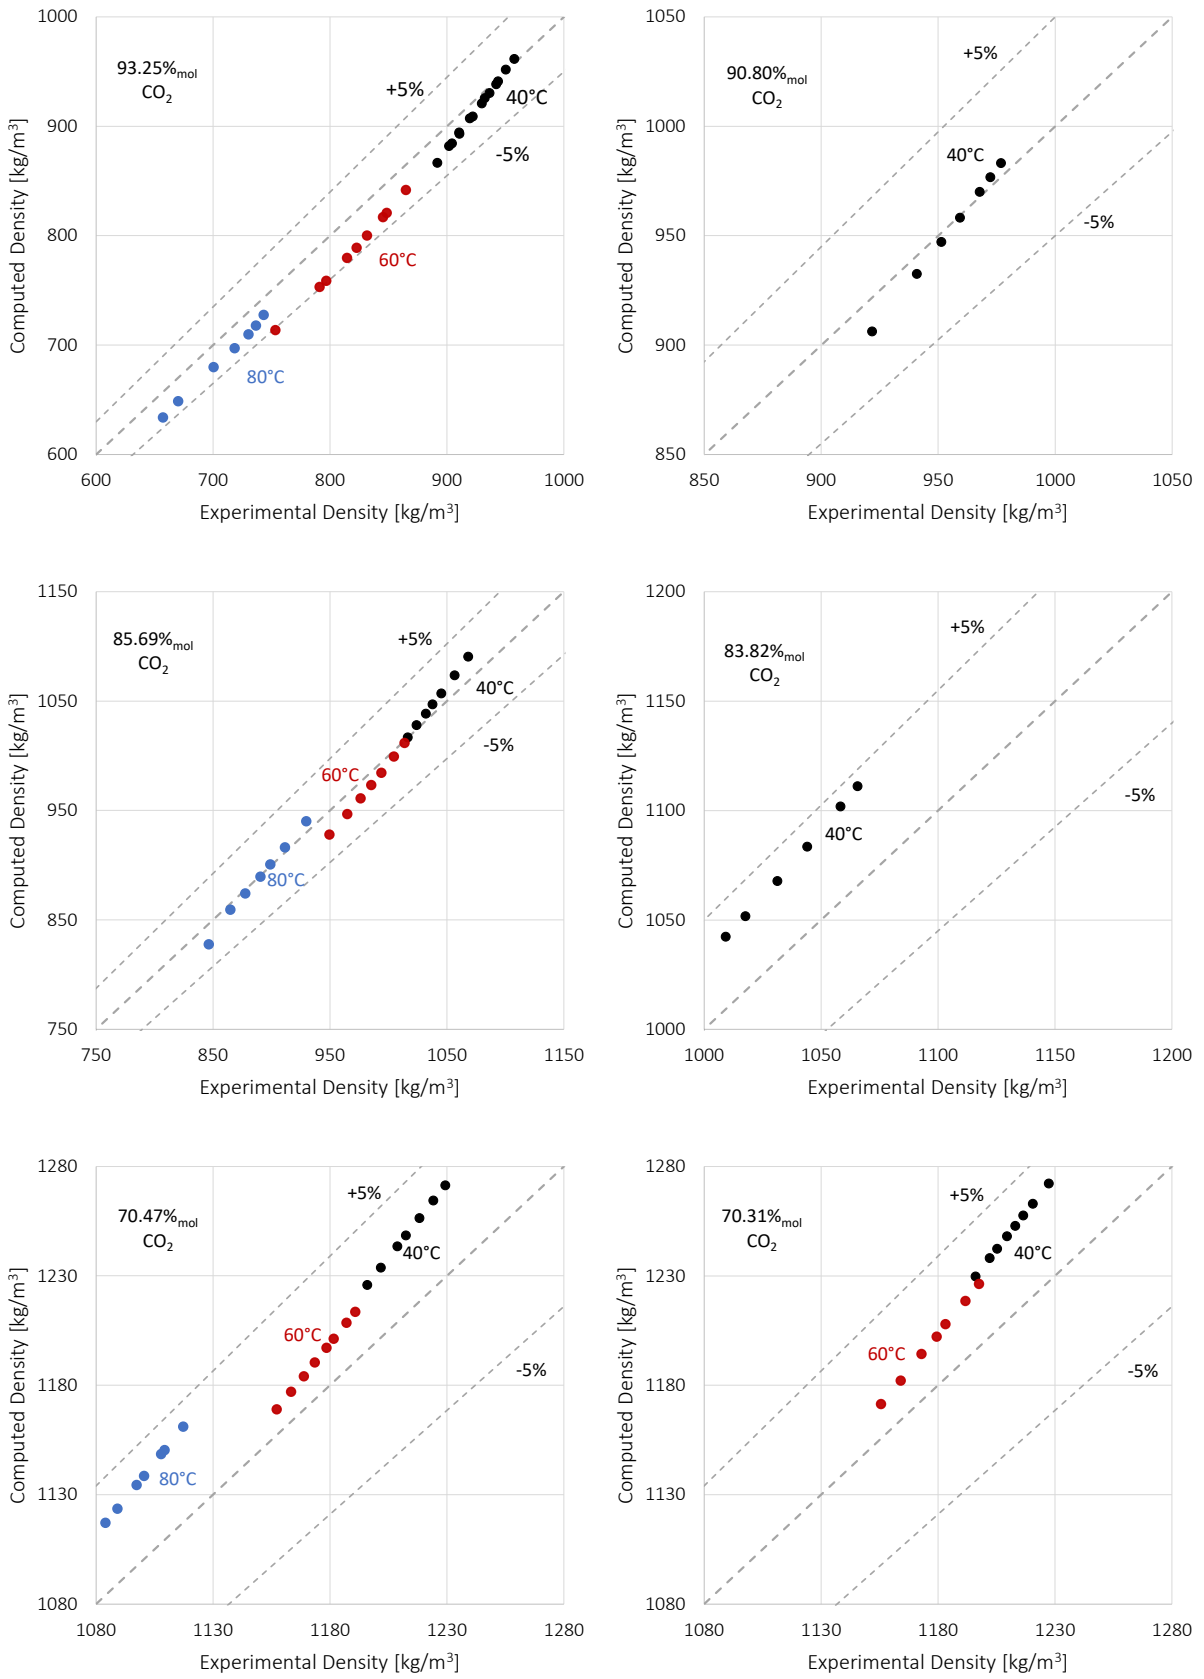 1000
900
800
700
600
600
700
800
900
1000
Computed Density [kg/m³]
Experimental Density [kg/m³]
93.25%mol
CO₂
+5%
40°C
-5%
60°C
80°C
1050
1000
950
900
850
850
900
950
1000
1050
Computed Density [kg/m³]
Experimental Density [kg/m³]
90.80%mol
CO₂
+5%
40°C
-5%
1150
1050
950
850
750
750
850
950
1050
1150
Computed Density [kg/m³]
Experimental Density [kg/m³]
85.69%mol
CO₂
+5%
40°C
-5%
60°C
80°C
1200
1150
1100
1050
1000
1000
1050
1100
1150
1200
Computed Density [kg/m³]
Experimental Density [kg/m³]
83.82%mol
CO₂
+5%
-5%
40°C
1280
1230
1180
1130
1080
1080
1130
1180
1230
1280
Computed Density [kg/m³]
Experimental Density [kg/m³]
70.47%mol
CO₂
+5%
40°C
60°C
-5%
80°C
1280
1230
1180
1130
1080
1080
1130
1180
1230
1280
Computed Density [kg/m³]
Experimental Density [kg/m³]
70.31%mol
CO₂
+5%
40°C
60°C
-5%